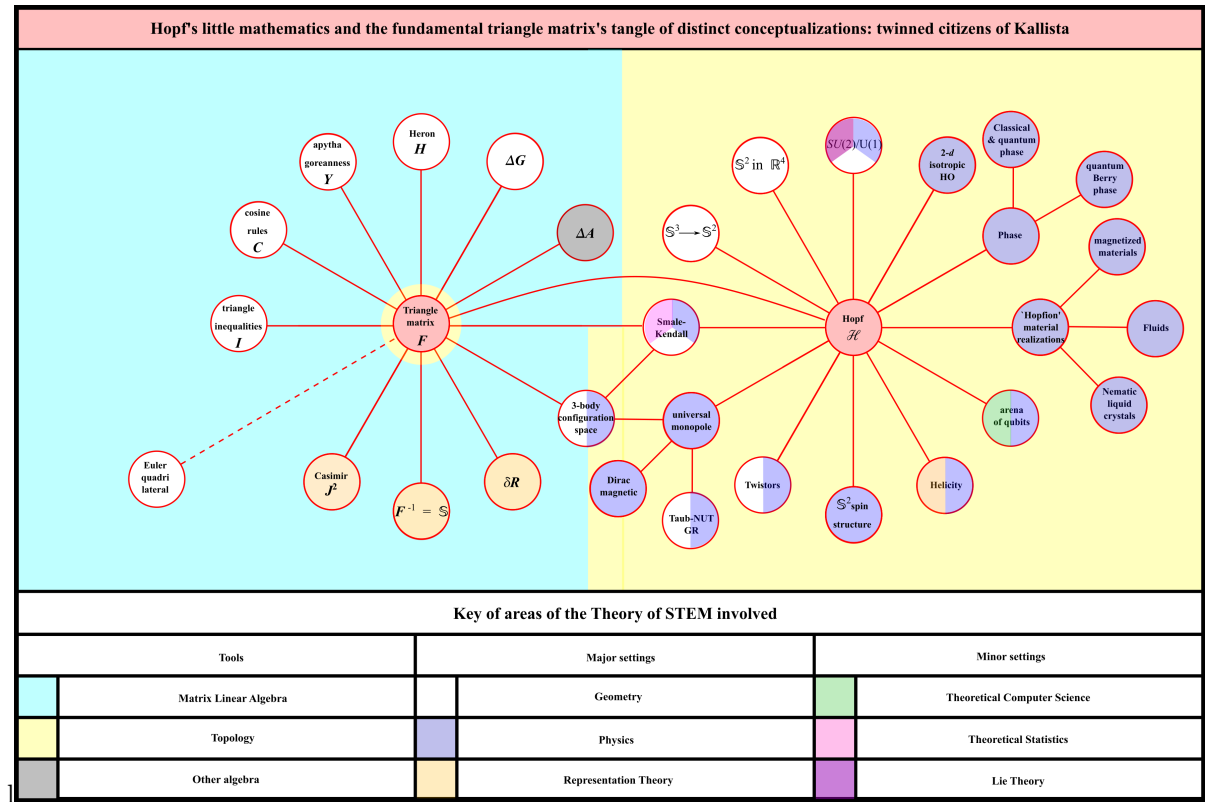 Hopf's little mathematics and the fundamental triangle matrix's tangle of distinct conceptualizations: twinned citizens of Kallista
apytha
goreanness
Y
Heron
H
ΔG
cosine
rules
C
ΔA
triangle
inequalities
I
Triangle
matrix
F
Euler
quadri
lateral
Casimir
J²
F⁻¹ = 𝕊
δR
𝕊² in ℝ⁴
SU(2)/U(1)
2-d
isotropic
HO
Classical
& quantum
phase
quantum
Berry
phase
𝕊³ → 𝕊²
Phase
magnetized
materials
Smale-
Kendall
Hopf
ℋ
`Hopfion'
material
realizations
Fluids
3-body
configuration
space
universal
monopole
arena
of qubits
Nematic
liquid
crystals
Dirac
magnetic
Taub-NUT
GR
Twistors
𝕊² spin
structure
Helicity
Key of areas of the Theory of STEM involved
Tools
Major settings
Minor settings
Matrix Linear Algebra
Geometry
Theoretical Computer Science
Topology
Physics
Theoretical Statistics
Other algebra
Representation Theory
Lie Theory
]